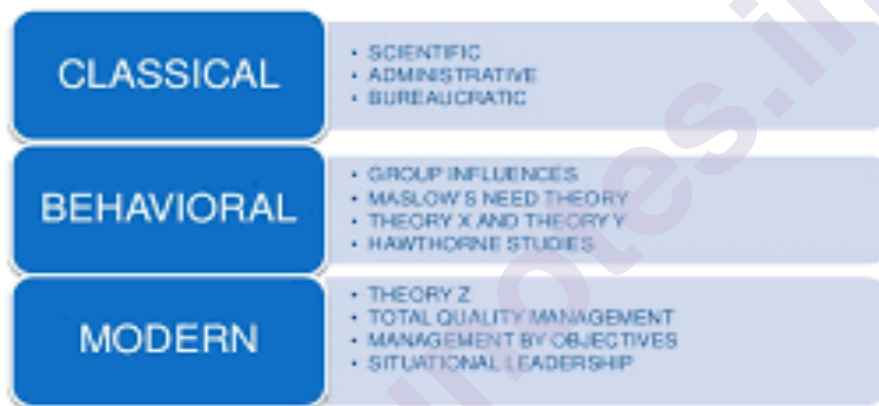 CLASSICAL
• SCIENTIFIC
• ADMINISTRATIVE
• BUREAUCRATIC
BEHAVIORAL
• GROUP INFLUENCES
• MASLOW'S NEED THEORY
• THEORY X AND THEORY Y
• HAWTHORNE STUDIES
MODERN
• THEORY Z
• TOTAL QUALITY MANAGEMENT
• MANAGEMENT BY OBJECTIVES
• SITUATIONAL LEADERSHIP